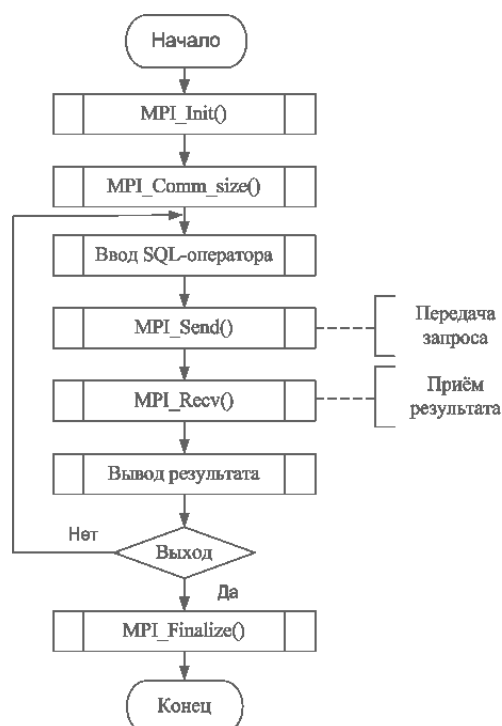 Начало
MPI_Init()
MPI_Comm_size()
Ввод SQL-оператора
MPI_Send()
Передача
запроса
MPI_Recv()
Приём
результата
Вывод результата
Нет
Выход
Да
MPI_Finalize()
Конец